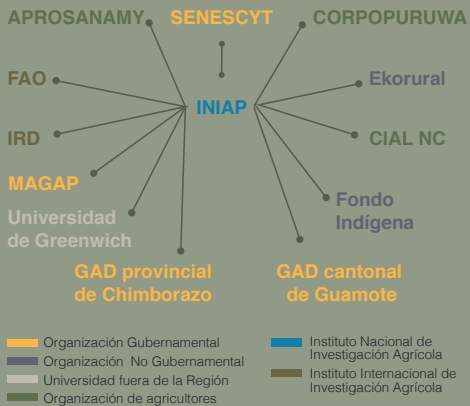 APROSANAMY
SENESCYT
CORPOPURUWA
FAO
Ekorural
INIAP
IRD
CIAL NC
MAGAP
Fondo
Indígena
Universidad
de Greenwich
GAD provincial
de Chimborazo
GAD cantonal
de Guamote
Organización Gubernamental
Organización No Gubernamental
Universidad fuera de la Región
Organización de agricultores
Instituto Nacional de
Investigación Agrícola
Instituto Internacional de
Investigación Agrícola